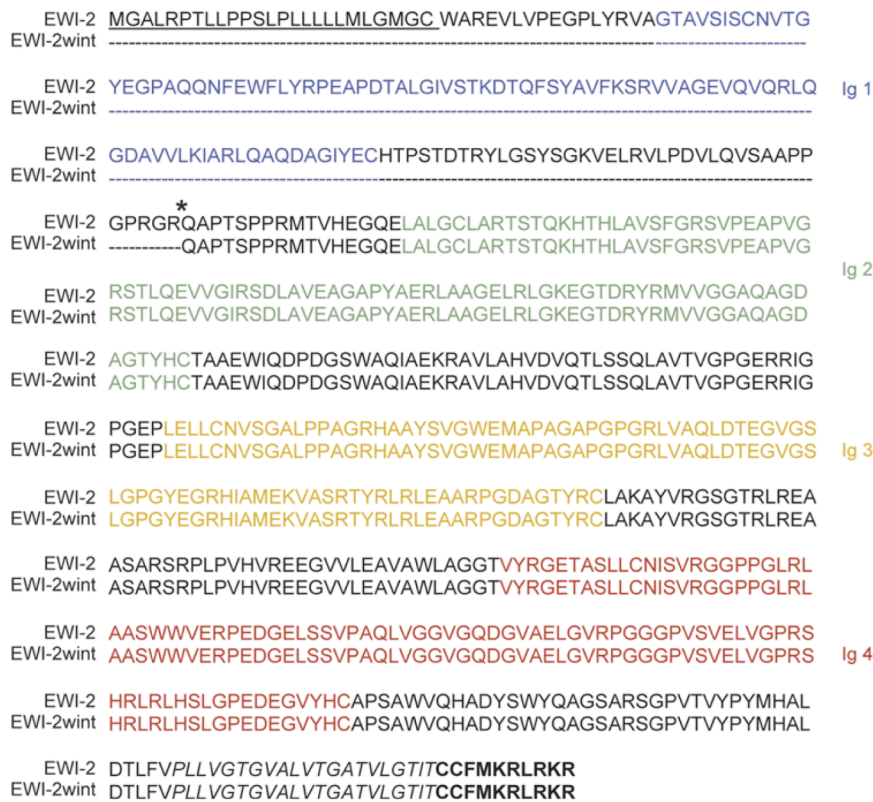 EWI-2 MGALRPTLLPPSLPLLLLLMLGMGCWAREVLVPEGPLYRVAGTAVSISCNVTG
EWI-2wint -----------------------------------------------------
EWI-2 YEGPAQQNFEWFLYRPEAPDTALGIVSTKDTQFSYAVFKSRVVAGEVQVQRLQ
Ig 1
EWI-2wint -----------------------------------------------------
EWI-2 GDAVVLKIARLQAQDAGIYECHTPSTDTRYLGSYSGKVELRVLPDVLQVSAAPP
EWI-2wint ------------------------------------------------------
*
EWI-2 GPRGRQAPTSPPRMTVHEGQELALGCLARTSTQKHTHLAVSFGRSVPEAPVG
EWI-2wint -----------QAPTSPPRMTVHEGQELALGCLARTSTQKHTHLAVSFGRSVPEAPVG
Ig 2
EWI-2 RSTLQEVVGIRSDLAVEAGAPYAERLAAGELRLGKEGTDRYRMVVGGAQAGD
EWI-2wint RSTLQEVVGIRSDLAVEAGAPYAERLAAGELRLGKEGTDRYRMVVGGAQAGD
EWI-2 AGTYHCTAAEWIQDPDGSWAQIAEKRAVLAHVDVQTLSSQLAVTVGPGERRIG
EWI-2wint AGTYHCTAAEWIQDPDGSWAQIAEKRAVLAHVDVQTLSSQLAVTVGPGERRIG
EWI-2 PGEPLELLCNVSGALPPAGRHAAYSVGWEMAPAGAPGPGRLVAQLDTEGVGS
EWI-2wint PGEPLELLCNVSGALPPAGRHAAYSVGWEMAPAGAPGPGRLVAQLDTEGVGS
Ig 3
EWI-2 LGPGYEGRHIAMEKVASRTYRLRLEAARPGDAGTYRCLAKAYVRGSGTRLREA
EWI-2wint LGPGYEGRHIAMEKVASRTYRLRLEAARPGDAGTYRCLAKAYVRGSGTRLREA
EWI-2 ASARSRPLPVHVREEGVVLEAVAWLAGGTVYRGETASLLCNISVRGGPPGLRL
EWI-2wint ASARSRPLPVHVREEGVVLEAVAWLAGGTVYRGETASLLCNISVRGGPPGLRL
EWI-2 AASWWVERPEDGELSSVPAQLVGGVGQDGVAELGVRPGGGPVSVELVGPRS
EWI-2wint AASWWVERPEDGELSSVPAQLVGGVGQDGVAELGVRPGGGPVSVELVGPRS
Ig 4
EWI-2 HRLRLHSLGPEDEGVYHCAPSAWVQHADYSWYQAGSARSGPVTVYPYMHAL
EWI-2wint HRLRLHSLGPEDEGVYHCAPSAWVQHADYSWYQAGSARSGPVTVYPYMHAL
EWI-2 DTLFVPLLVGTGVALVTGATVLGTITCCFMKRLRKR
EWI-2wint DTLFVPLLVGTGVALVTGATVLGTITCCFMKRLRKR